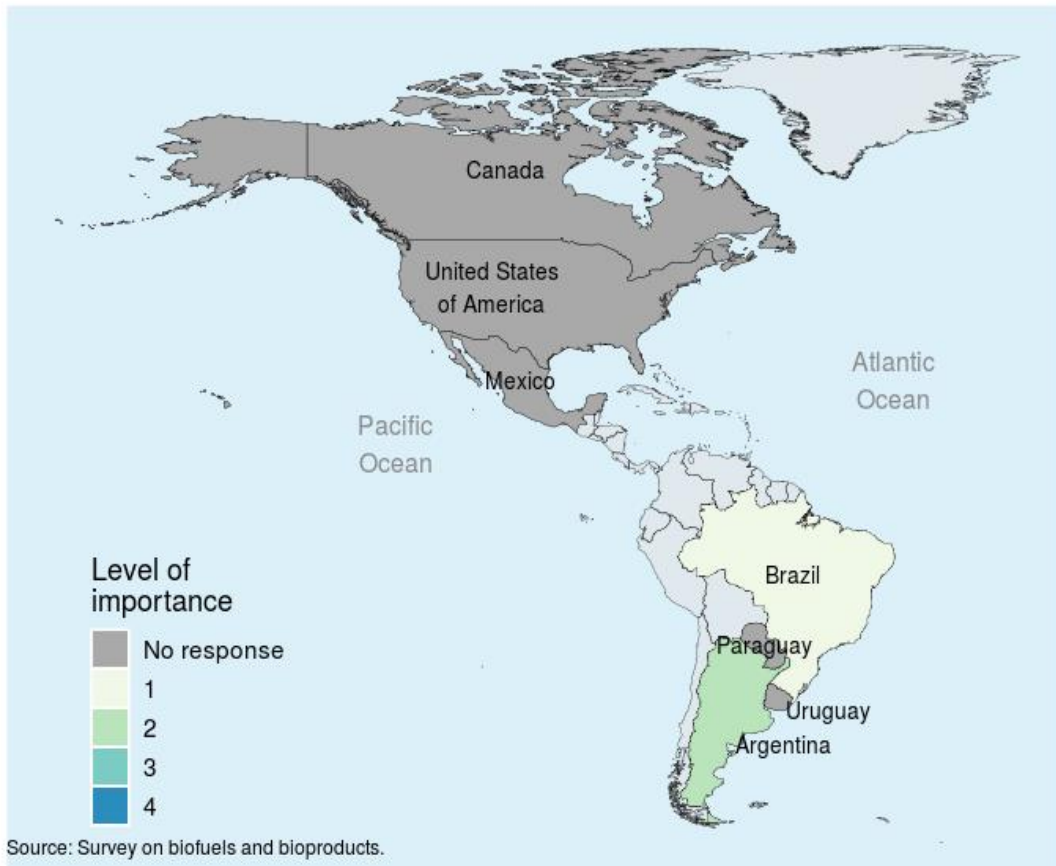 Canada
United States
of America
Mexico
Atlantic
Ocean
Pacific
Ocean
Brazil
Paraguay
Uruguay
Argentina
Level of
importance
No response
1
2
3
4
Source: Survey on biofuels and bioproducts.